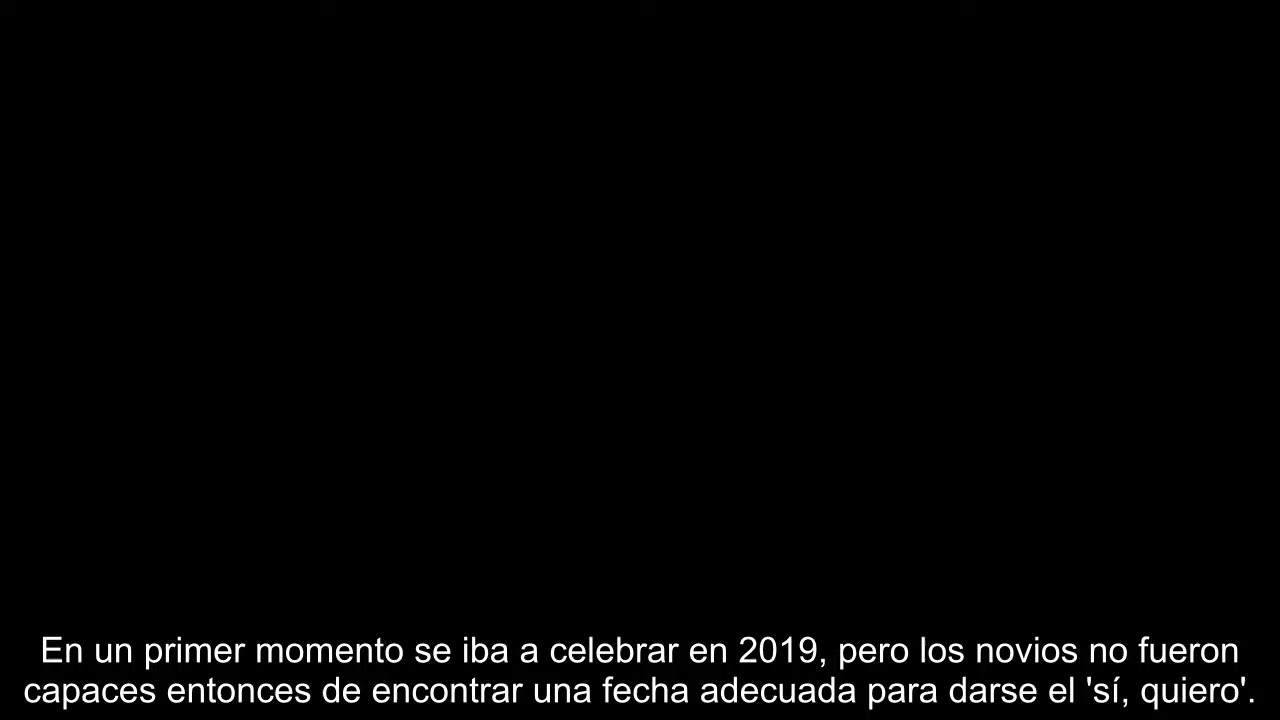 En un primer momento se iba a celebrar en 2019, pero los novios no fueron
capaces entonces de encontrar una fecha adecuada para darse el 'sí, quiero'.